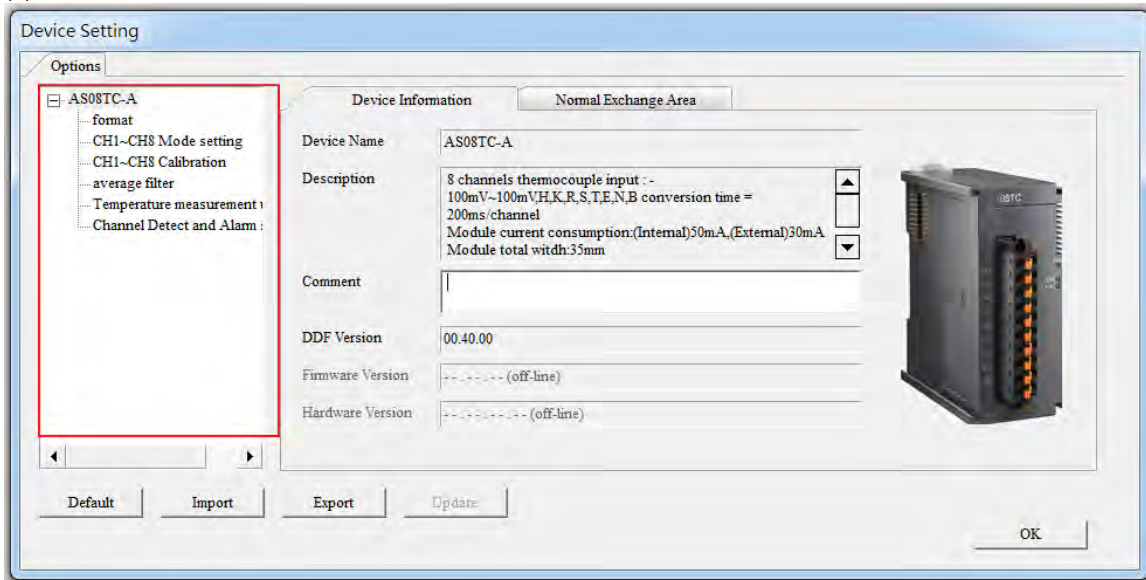 Device Setting
Options
AS08TC-A
format
CH1~CH8 Mode setting
CH1~CH8 Calibration
average filter
Temperature measurement
Channel Detect and Alarm
Device Information
Normal Exchange Area
Device Name
AS08TC-A
Description
8 channels thermocouple input : -
100mV~100mV,H,K,R,S,T,E,N,B conversion time =
200ms/channel
Module current consumption:(Internal)50mA,(External)30mA
Module total witdh:35mm
Comment
DDF Version
00.40.00
Firmware Version
--.--.-- (off-line)
Hardware Version
--.--.--.-- (off-line)
08TC
Default
Import
Export
Update
OK